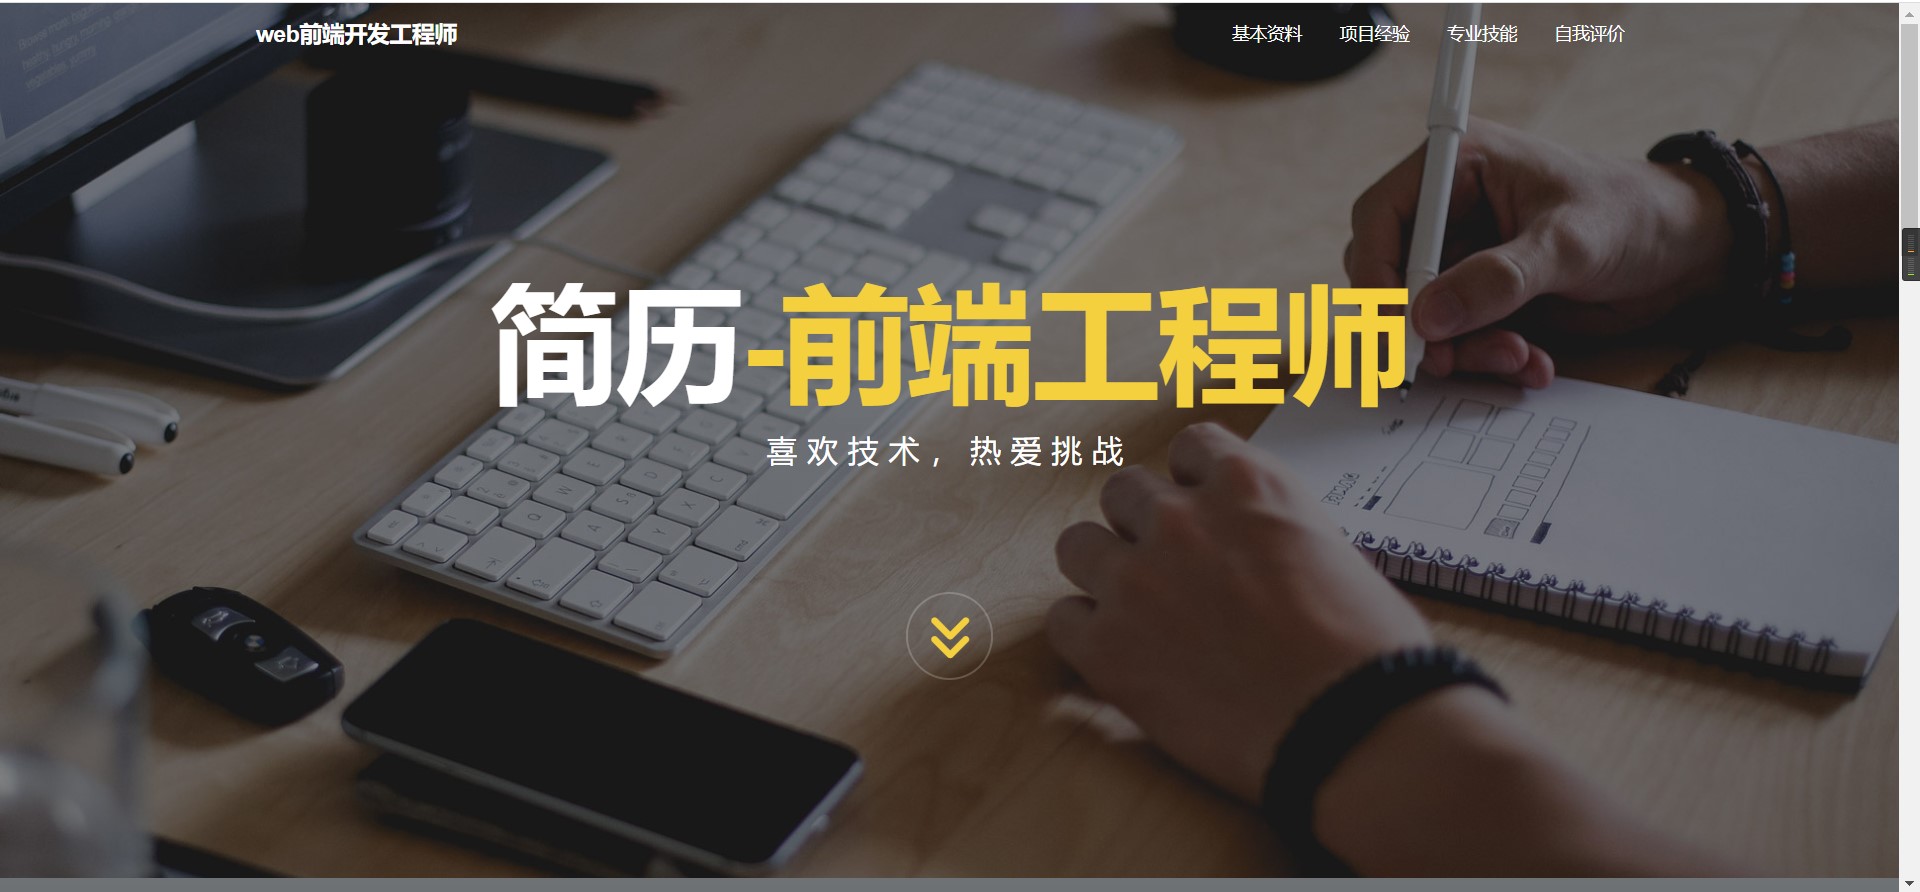 web前端开发工程师
基本资料 项目经验 专业技能 自我评价
简历-前端工程师
喜欢技术，热爱挑战